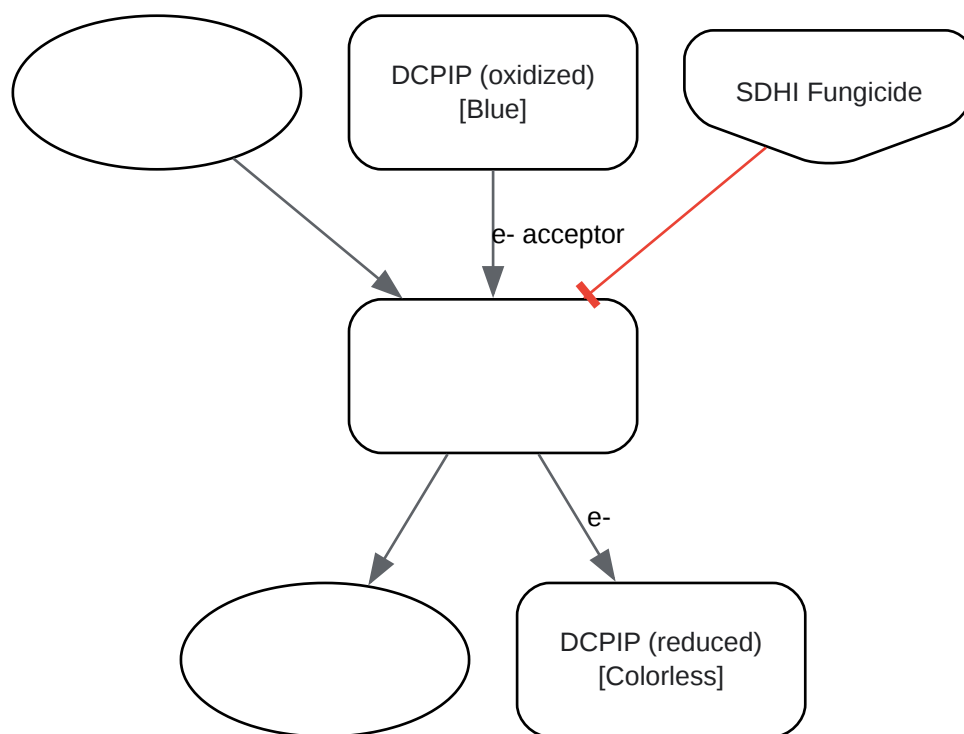 DCPIP (oxidized)
[Blue]
SDHI Fungicide
e- acceptor
e-
DCPIP (reduced)
[Colorless]